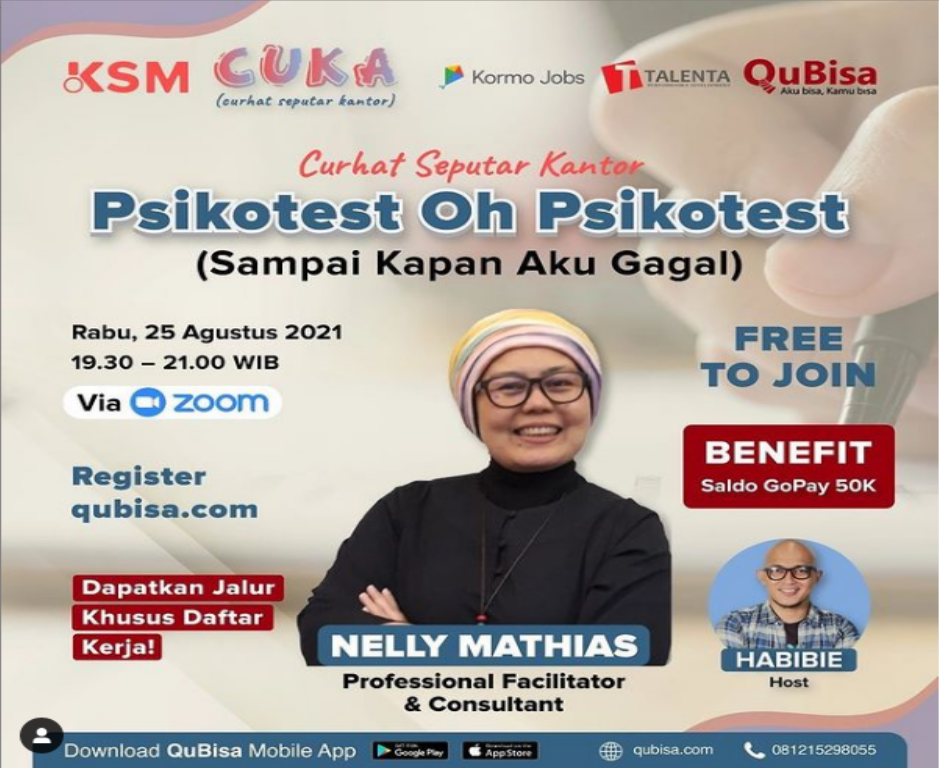 KSM
CUKA
(curhat seputar kantor)
Kormo Jobs
TALENTA
QuBisa
Aku bisa, Kamu bisa
Curhat Seputar Kantor
Psikotest Oh Psikotest
(Sampai Kapan Aku Gagal)
Rabu, 25 Agustus 2021
19.30 – 21.00 WIB
Via zoom
FREE
TO JOIN
BENEFIT
Saldo GoPay 50K
Register
qubisa.com
Dapatkan Jalur
Khusus Daftar
Kerja!
NELLY MATHIAS
Professional Facilitator
& Consultant
HABIBIE
Host
Download QuBisa Mobile App
Google Play
App Store
qubisa.com
081215298055